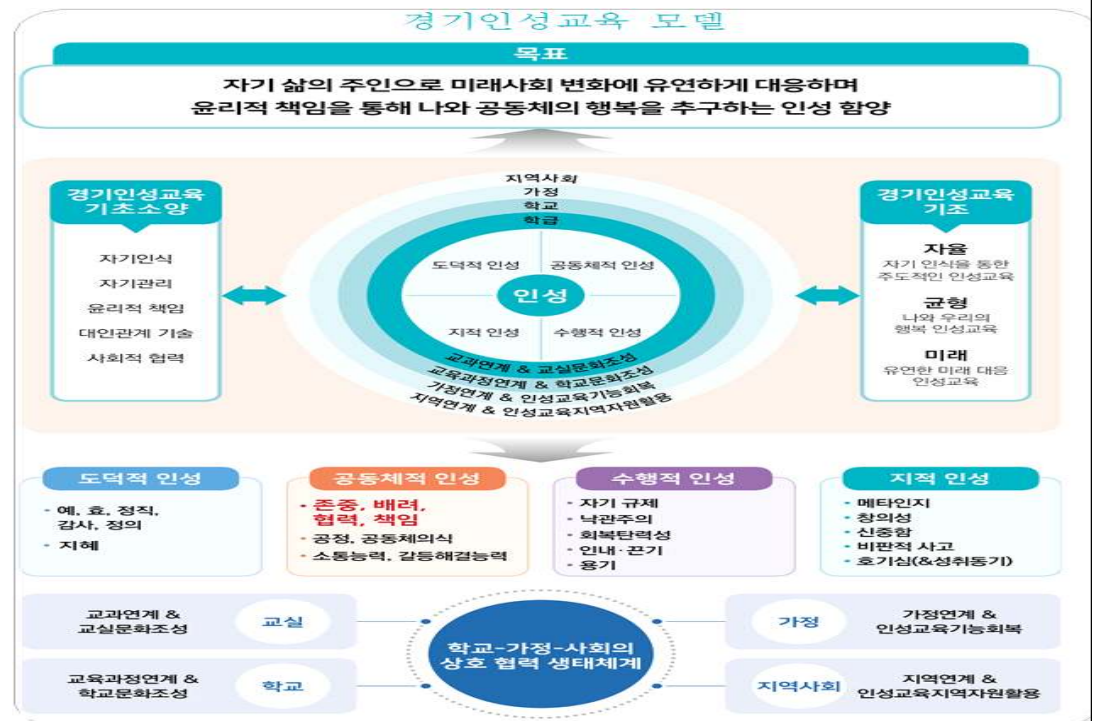 경기인성교육 모델
목표
자기 삶의 주인으로 미래사회 변화에 유연하게 대응하며
윤리적 책임을 통해 나와 공동체의 행복을 추구하는 인성 함양
경기인성교육
기초소양
자기인식
자기관리
윤리적 책임
대인관계 기술
사회적 협력
지역사회
가정
학교
학급
도덕적 인성
공동체적 인성
인성
지적 인성
수행적 인성
교과연계 & 교실문화조성
교육과정연계 & 학교문화조성
가정연계 & 인성교육기능회복
지역연계 & 인성교육지역자원활용
경기인성교육
기조
자율
자기 인식을 통한
주도적인 인성교육
균형
나와 우리의
행복 인성교육
미래
유연한 미래 대응
인성교육
도덕적 인성
• 예, 효, 정직,
감사, 정의
• 지혜
공동체적 인성
• 존중, 배려,
협력, 책임
• 공정, 공동체의식
• 소통능력, 갈등해결능력
수행적 인성
• 자기 규제
• 낙관주의
• 회복탄력성
• 인내·끈기
• 용기
지적 인성
• 메타인지
• 창의성
• 신중함
• 비판적 사고
• 호기심(&성취동기)
교과연계 &
교실문화조성
교실
교육과정연계 &
학교문화조성
학교
학교-가정-사회의
상호 협력 생태체계
가정
가정연계 &
인성교육기능회복
지역사회
지역연계 &
인성교육지역자원활용